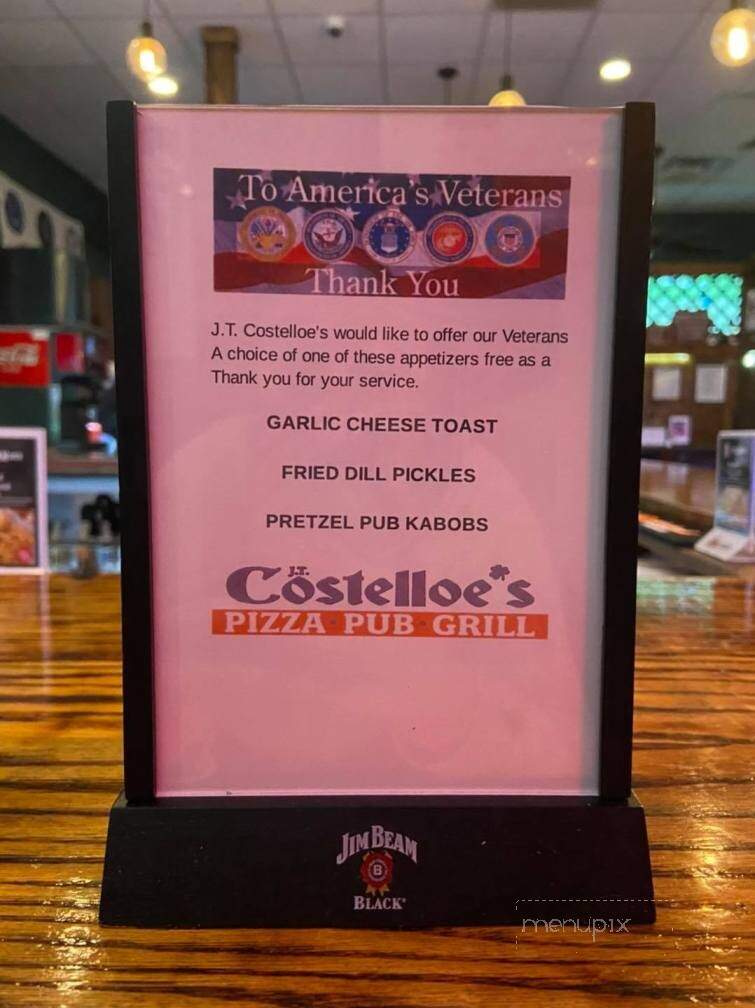 To America's Veterans
Thank You
J.T. Costelloe's would like to offer our Veterans
A choice of one of these appetizers free as a
Thank you for your service.
GARLIC CHEESE TOAST
FRIED DILL PICKLES
PRETZEL PUB KABOBS
J.T.
Costelloe's
PIZZA PUB GRILL
JIM BEAM
B
BLACK
menupix